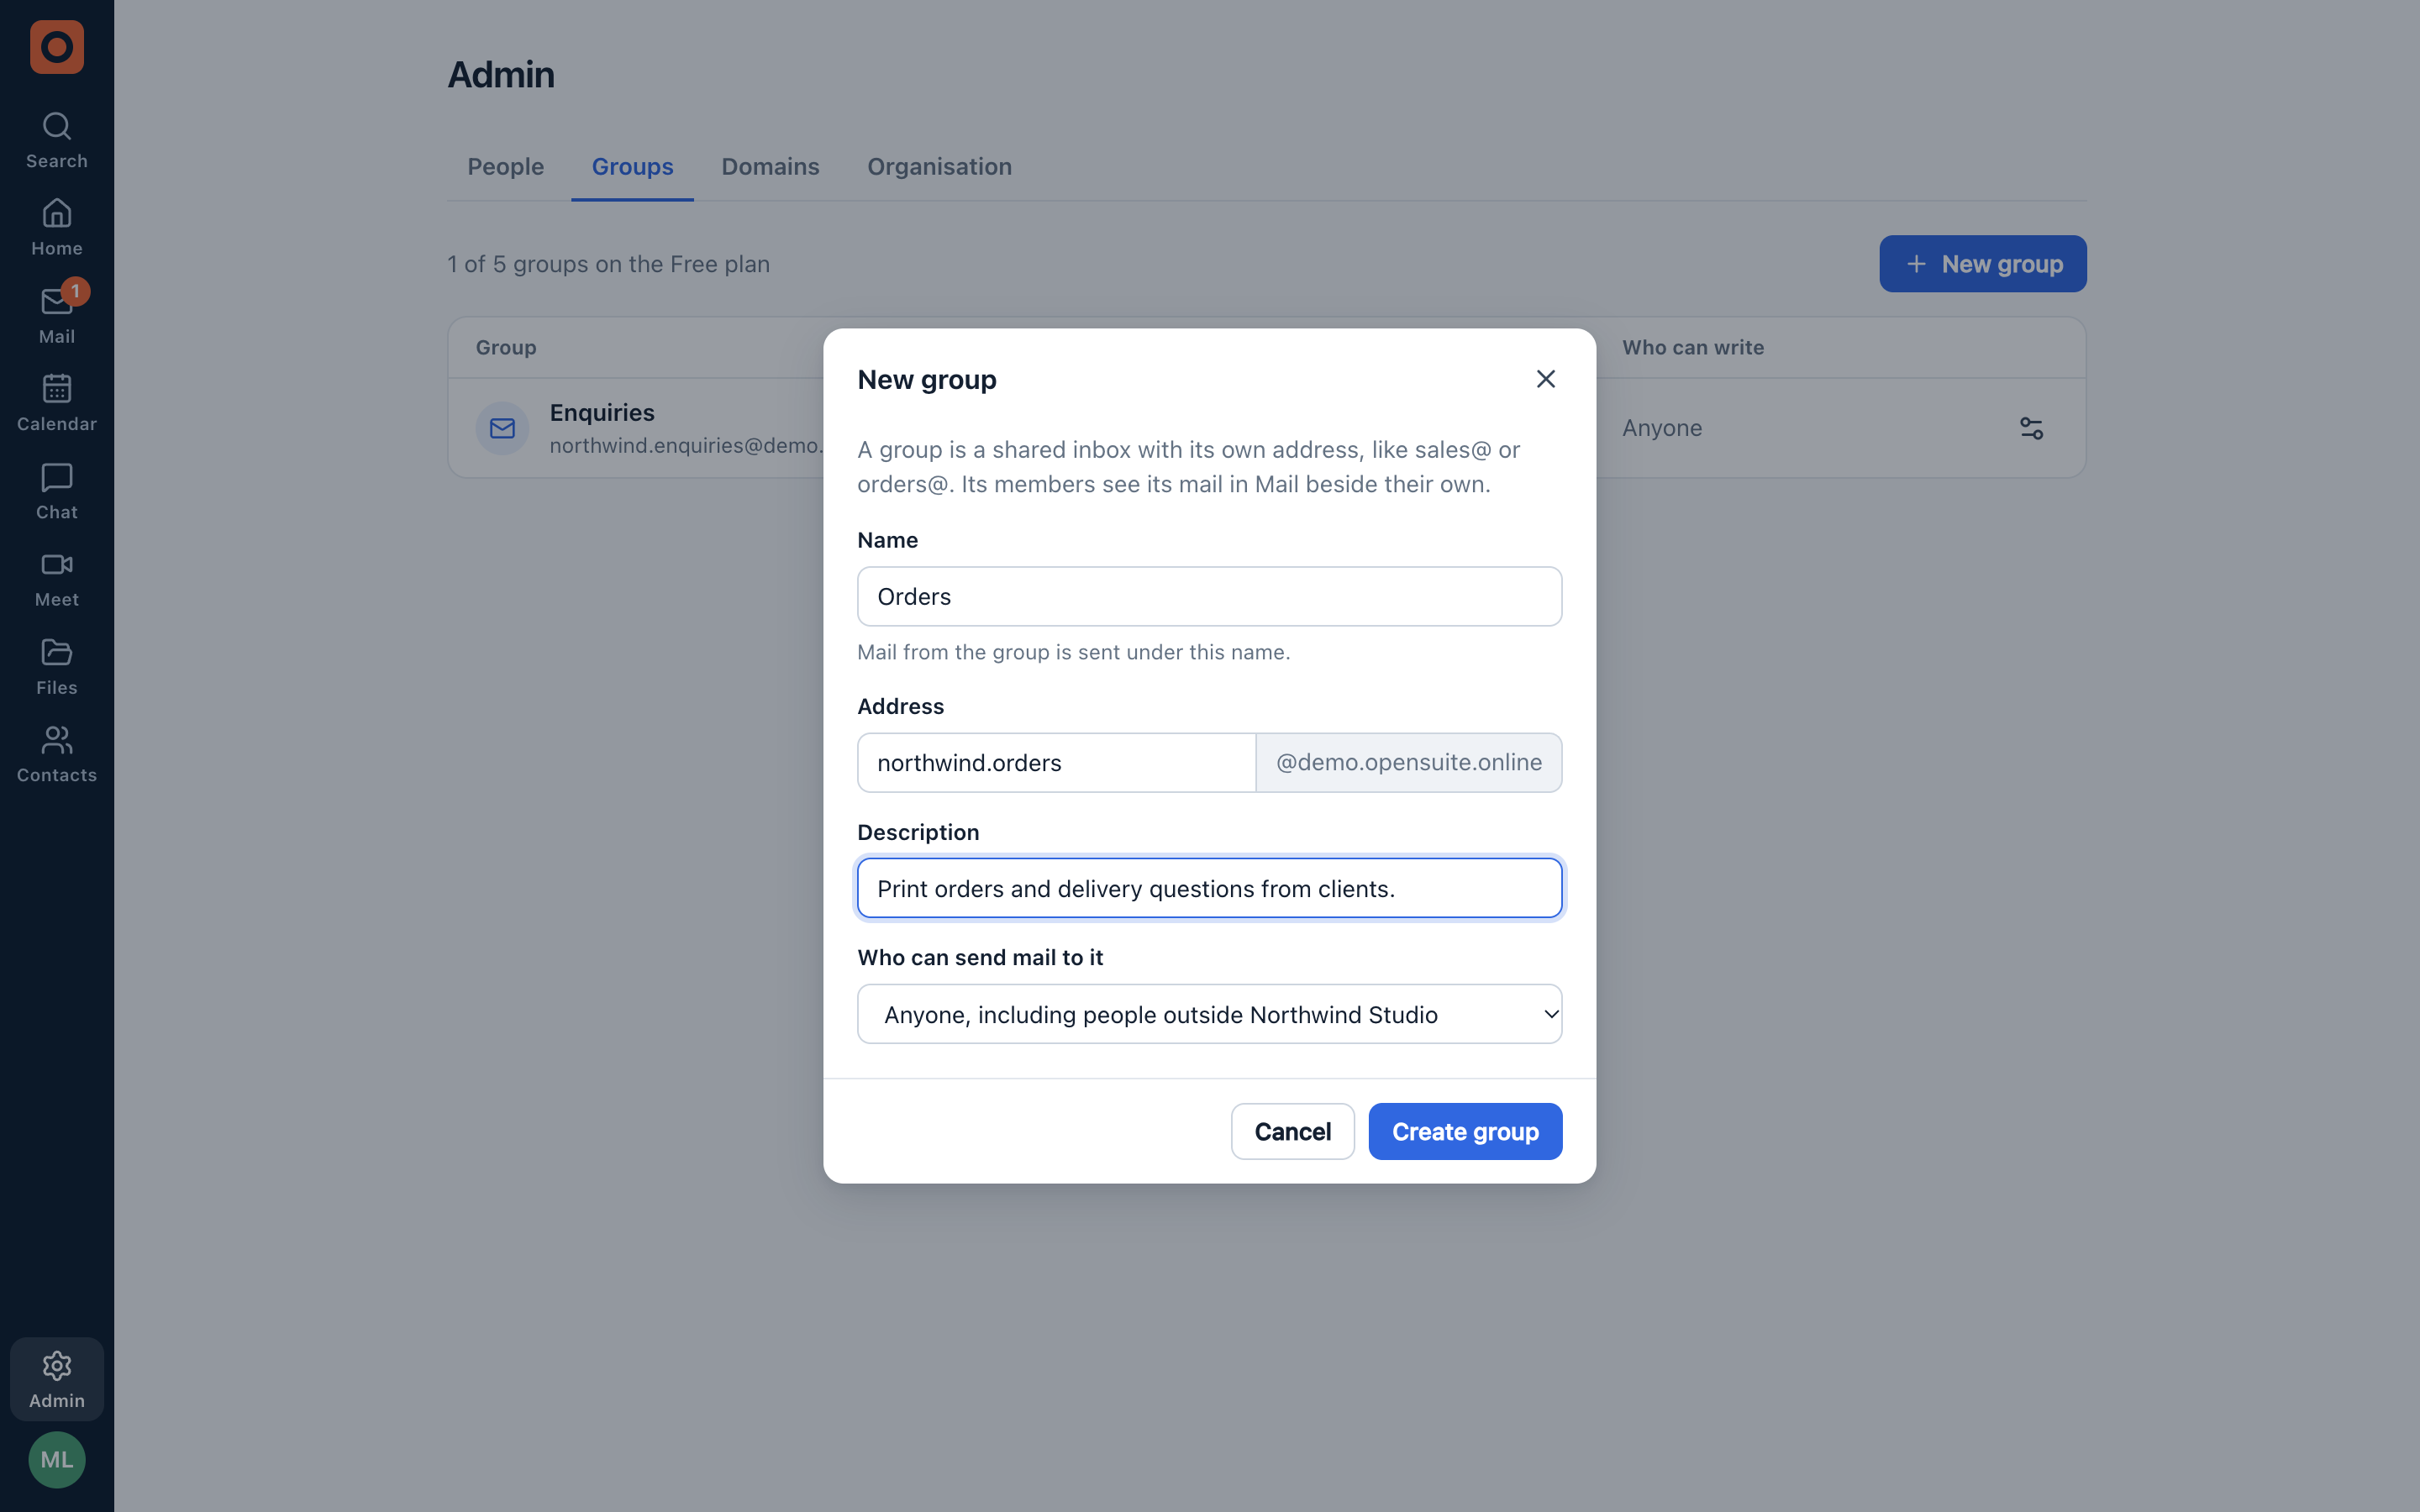 Search
Home
1
Mail
Calendar
Chat
Meet
Files
Contacts
Admin
ML
Admin
People
Groups
Domains
Organisation
1 of 5 groups on the Free plan
New group
Group
Who can write
Enquiries
northwind.enquiries@demo.
Anyone
New group
A group is a shared inbox with its own address, like sales@ or
orders@. Its members see its mail in Mail beside their own.
Name
Orders
Mail from the group is sent under this name.
Address
northwind.orders @demo.opensuite.online
Description
Print orders and delivery questions from clients.
Who can send mail to it
Anyone, including people outside Northwind Studio
Cancel
Create group